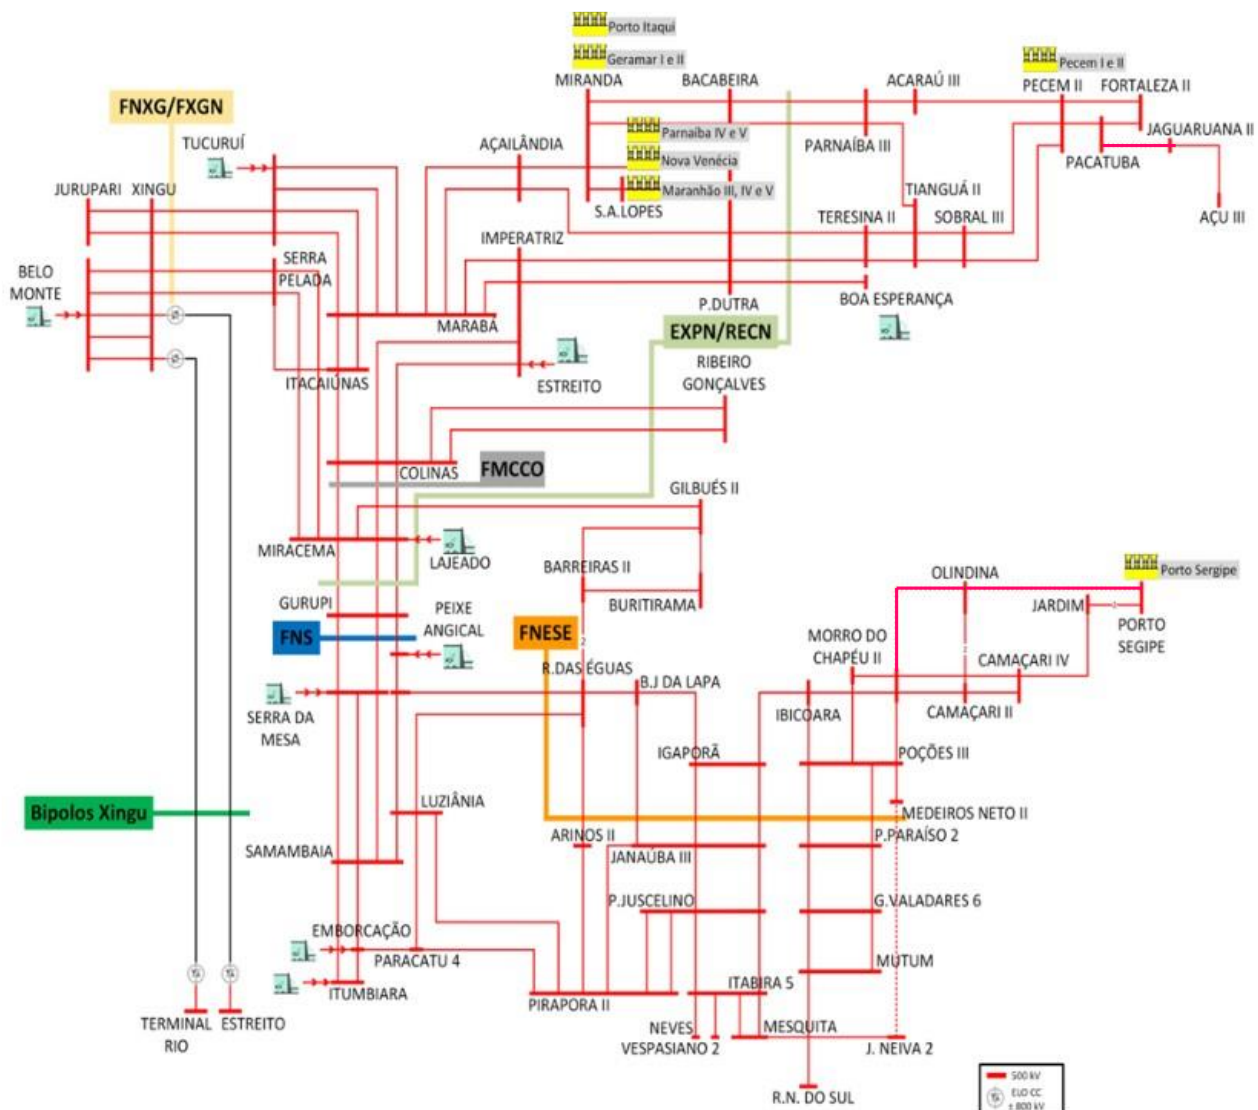 Porto Itaqui
Geramar I e II
MIRANDA
BACABEIRA
ACARAÚ III
Pecem I e II
PECEM II
FORTALEZA II
FNXG/FXGN
TUCURUÍ
AÇAILÂNDIA
Parnaíba IV e V
PARNAÍBA III
JAGUARUANA II
PACATUBA
Nova Venécia
JURUPARI
XINGU
Maranhão III, IV e V
S.A.LOPES
TIANGUÁ II
TERESINA II
SOBRAL III
AÇU III
IMPERATRIZ
SERRA
PELADA
BELO
MONTE
BOA ESPERANÇA
P.DUTRA
MARABÁ
EXPN/RECN
RIBEIRO
GONÇALVES
ITACAIÚNAS
ESTREITO
COLINAS
FMCCO
GILBUÉS II
MIRACEMA
LAJEADO
BARREIRAS II
BURITIRAMA
OLINDINA
Porto Sergipe
JARDIM
PORTO
SEGIPE
GURUPI
PEIXE
ANGICAL
FNS
FNESE
2
2
2
MORRO DO
CHAPÉU II
CAMAÇARI IV
R.DAS ÉGUAS
B.J DA LAPA
SERRA DA
MESA
IBICOARA
CAMAÇARI II
IGAPORÃ
POÇÕES III
Bipolos Xingu
LUZIÂNIA
MEDEIROS NETO II
ARINOS II
P.PARAÍSO 2
SAMAMBAIA
JANAÚBA III
P.JUSCELINO
G.VALADARES 6
EMBORCAÇÃO
PARACATU 4
MUTUM
ITUMBIARA
PIRAPORA II
ITABIRA 5
TERMINAL
RIO
ESTREITO
NEVES
VESPASIANO 2
MESQUITA
J. NEIVA 2
R.N. DO SUL
500 kV
ELO CC
± 800 kV